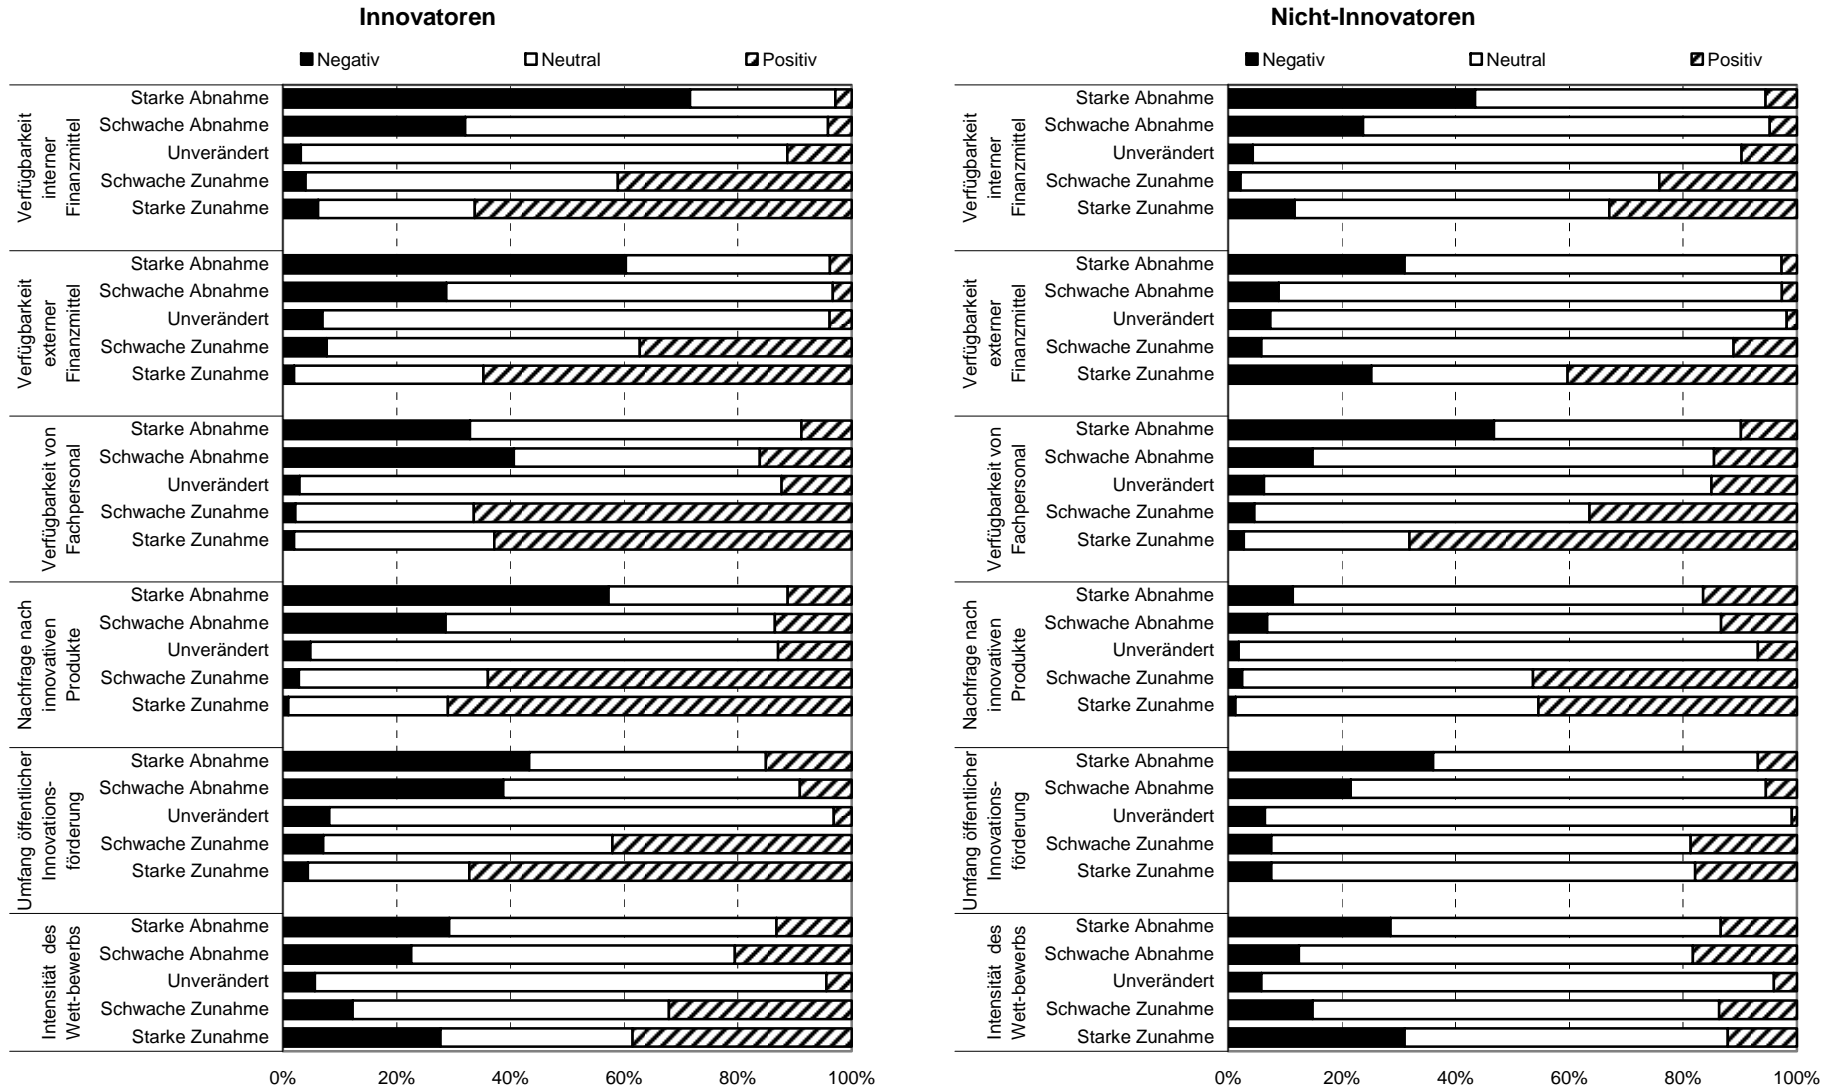 Innovatoren
Negativ Neutral Positiv
Verfügbarkeit
interner
Finanzmittel
Starke Abnahme
Schwache Abnahme
Unverändert
Schwache Zunahme
Starke Zunahme
Verfügbarkeit
externer
Finanzmittel
Starke Abnahme
Schwache Abnahme
Unverändert
Schwache Zunahme
Starke Zunahme
Verfügbarkeit von
Fachpersonal
Starke Abnahme
Schwache Abnahme
Unverändert
Schwache Zunahme
Starke Zunahme
Nachfrage nach
innovativen
Produkte
Starke Abnahme
Schwache Abnahme
Unverändert
Schwache Zunahme
Starke Zunahme
Umfang öffentlicher
Innovations-
förderung
Starke Abnahme
Schwache Abnahme
Unverändert
Schwache Zunahme
Starke Zunahme
Intensität des
Wett-bewerbs
Starke Abnahme
Schwache Abnahme
Unverändert
Schwache Zunahme
Starke Zunahme
0% 20% 40% 60% 80% 100%
Nicht-Innovatoren
Negativ Neutral Positiv
Verfügbarkeit
interner
Finanzmittel
Starke Abnahme
Schwache Abnahme
Unverändert
Schwache Zunahme
Starke Zunahme
Verfügbarkeit
externer
Finanzmittel
Starke Abnahme
Schwache Abnahme
Unverändert
Schwache Zunahme
Starke Zunahme
Verfügbarkeit von
Fachpersonal
Starke Abnahme
Schwache Abnahme
Unverändert
Schwache Zunahme
Starke Zunahme
Nachfrage nach
innovativen
Produkte
Starke Abnahme
Schwache Abnahme
Unverändert
Schwache Zunahme
Starke Zunahme
Umfang öffentlicher
Innovations-
förderung
Starke Abnahme
Schwache Abnahme
Unverändert
Schwache Zunahme
Starke Zunahme
Intensität des
Wett-bewerbs
Starke Abnahme
Schwache Abnahme
Unverändert
Schwache Zunahme
Starke Zunahme
0% 20% 40% 60% 80% 100%